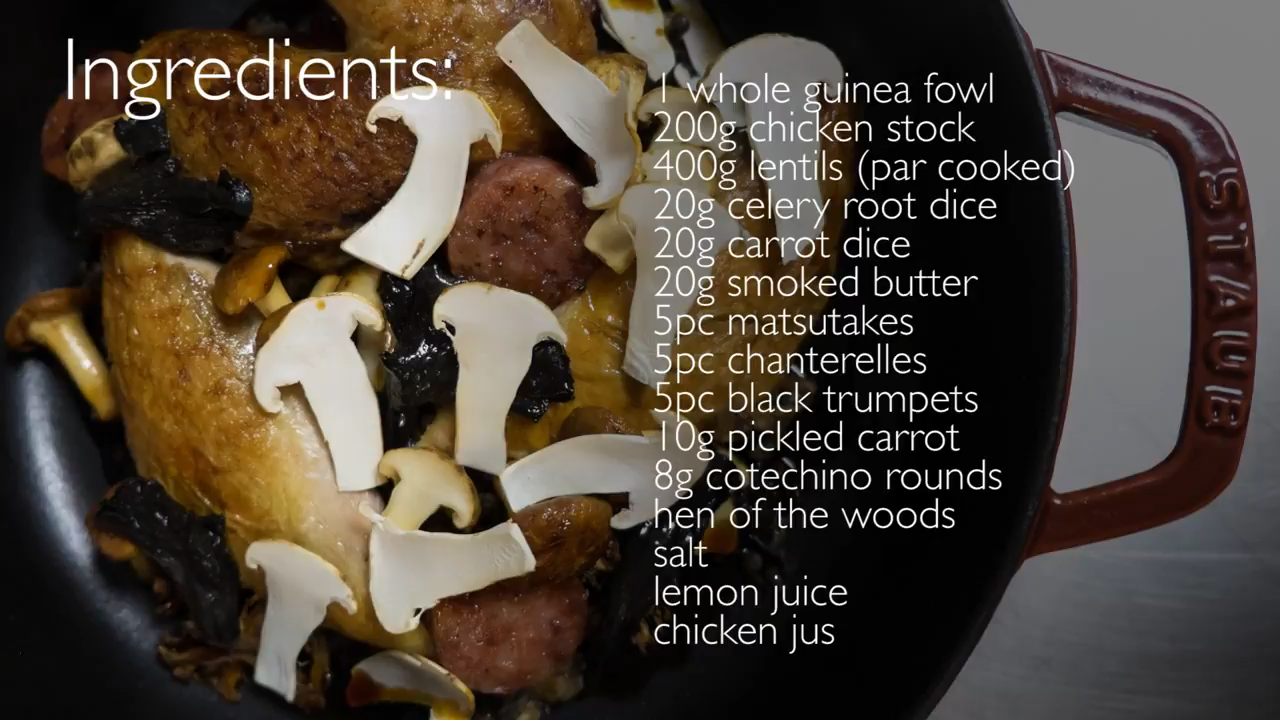 Ingredients:
1 whole guinea fowl
200g chicken stock
400g lentils (par cooked)
20g celery root dice
20g carrot dice
20g smoked butter
5pc matsutakes
5pc chanterelles
5pc black trumpets
10g pickled carrot
8g cotechino rounds
hen of the woods
salt
lemon juice
chicken jus
STAUB